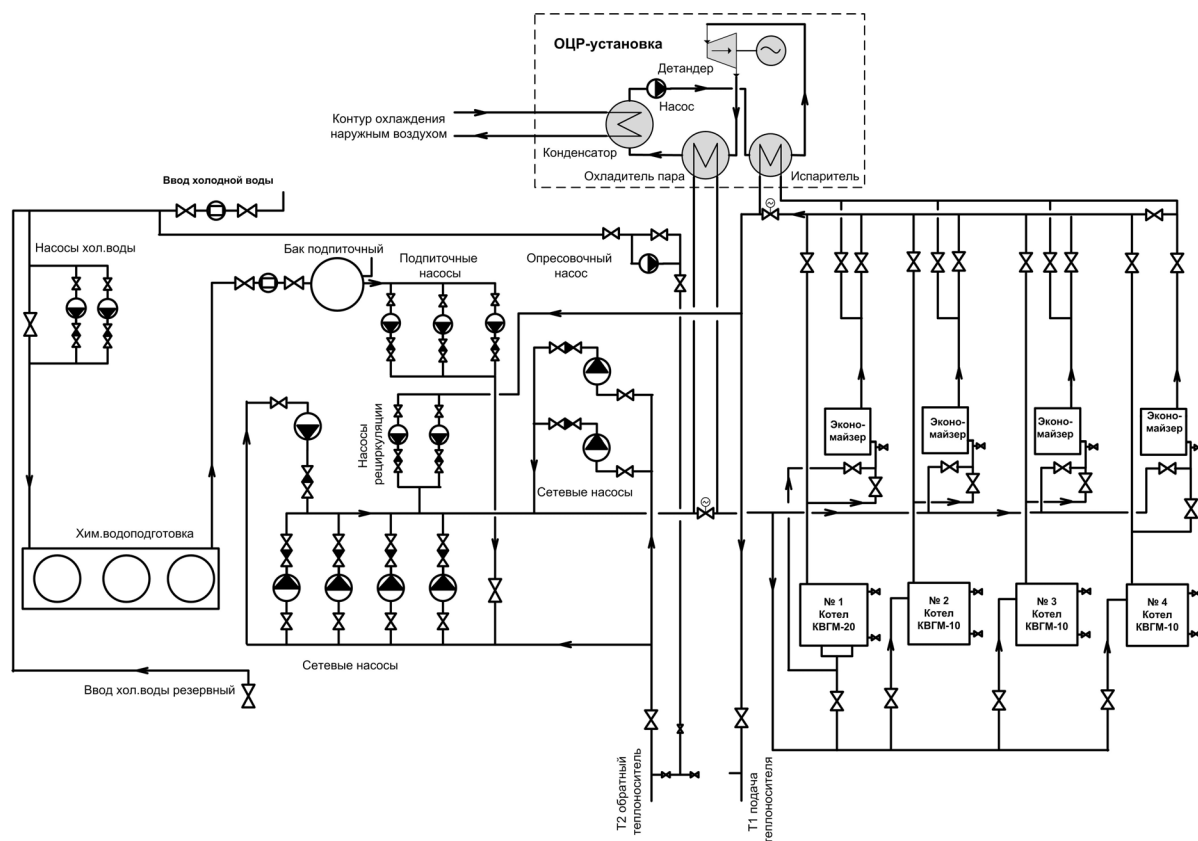 ОЦР-установка
Детандер
Насос
Контур охлаждения
наружным воздухом
Конденсатор
Охладитель пара
Испаритель
Ввод холодной воды
Насосы хол.воды
Бак подпиточный
Подпиточные
насосы
Опресовочный
насос
Насосы
рециркуляции
Сетевые насосы
Эконо-
майзер
Эконо-
майзер
Эконо-
майзер
Эконо-
майзер
Хим.водоподготовка
№ 1
Котел
КВГМ-20
№ 2
Котел
КВГМ-10
№ 3
Котел
КВГМ-10
№ 4
Котел
КВГМ-10
Сетевые насосы
Ввод хол.воды резервный
Т2 обратный
теплоноситель
Т1 подача
теплоносителя